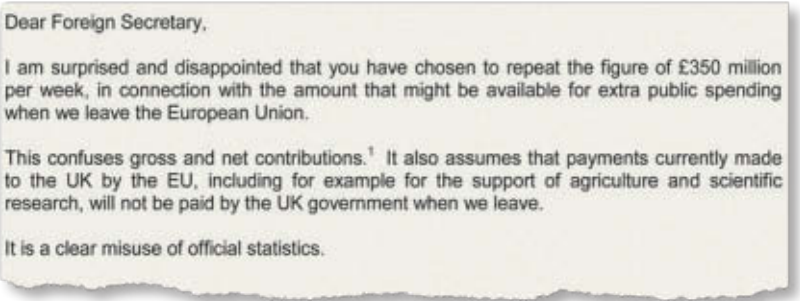 Dear Foreign Secretary,
I am surprised and disappointed that you have chosen to repeat the figure of £350 million
per week, in connection with the amount that might be available for extra public spending
when we leave the European Union.
This confuses gross and net contributions.¹ It also assumes that payments currently made
to the UK by the EU, including for example for the support of agriculture and scientific
research, will not be paid by the UK government when we leave.
It is a clear misuse of official statistics.